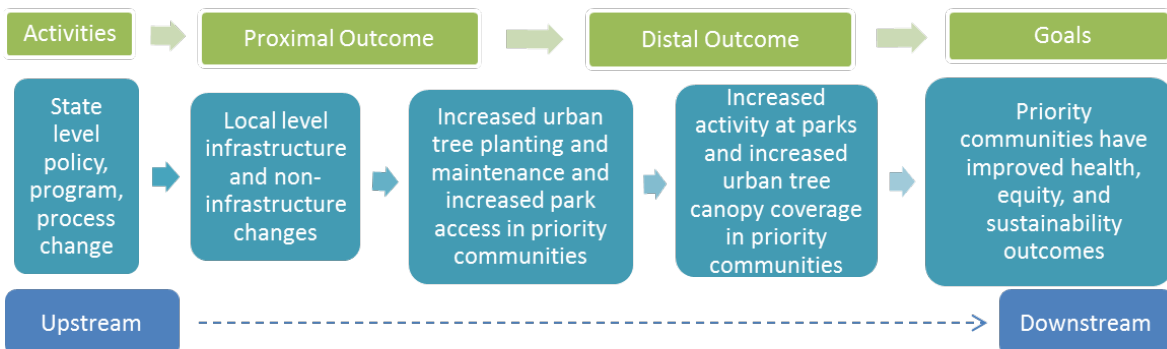 Activities
Proximal Outcome
Distal Outcome
Goals
State
level
policy,
program,
process
change
Local level
infrastructure
and non-
infrastructure
changes
Increased urban
tree planting and
maintenance and
increased park
access in priority
communities
Increased
activity at parks
and increased
urban tree
canopy coverage
in priority
communities
Priority
communities have
improved health,
equity, and
sustainability
outcomes
Upstream
Downstream